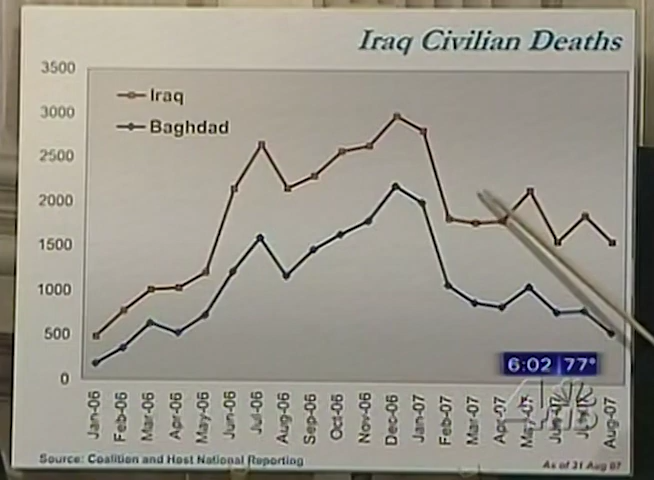 Iraq Civilian Deaths
3500
3000
2500
2000
1500
1000
500
0
Iraq
Baghdad
6:02 77°
4
Jan-06
Feb-06
Mar-06
Apr-06
May-06
Jun-06
Jul-06
Aug-06
Sep-06
Oct-06
Nov-06
Dec-06
Jan-07
Feb-07
Mar-07
Apr-07
May-07
Aug-07
Source: Coalition and Host National Reporting
As of 31 Aug 07